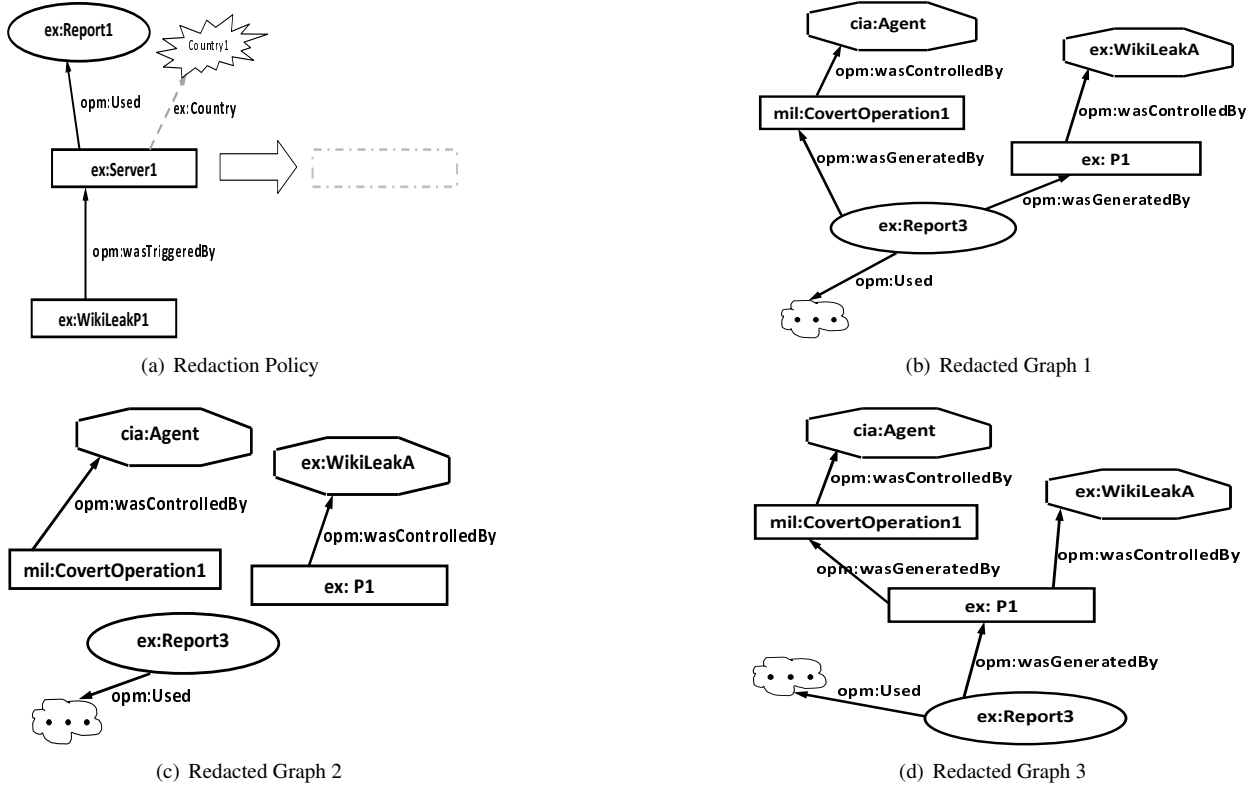 ex:Report1
Country1
opm:Used
ex:Country
ex:Server1
opm:wasTriggeredBy
ex:WikiLeakP1
(a) Redaction Policy
cia:Agent
ex:WikiLeakA
opm:wasControlledBy
opm:wasControlledBy
mil:CovertOperation1
ex: P1
opm:wasGeneratedBy
opm:wasGeneratedBy
ex:Report3
opm:Used
(b) Redacted Graph 1
cia:Agent
ex:WikiLeakA
opm:wasControlledBy
opm:wasControlledBy
mil:CovertOperation1
ex: P1
ex:Report3
opm:Used
(c) Redacted Graph 2
cia:Agent
opm:wasControlledBy
ex:WikiLeakA
mil:CovertOperation1
opm:wasControlledBy
opm:wasGeneratedBy
ex: P1
opm:wasGeneratedBy
opm:Used
ex:Report3
(d) Redacted Graph 3